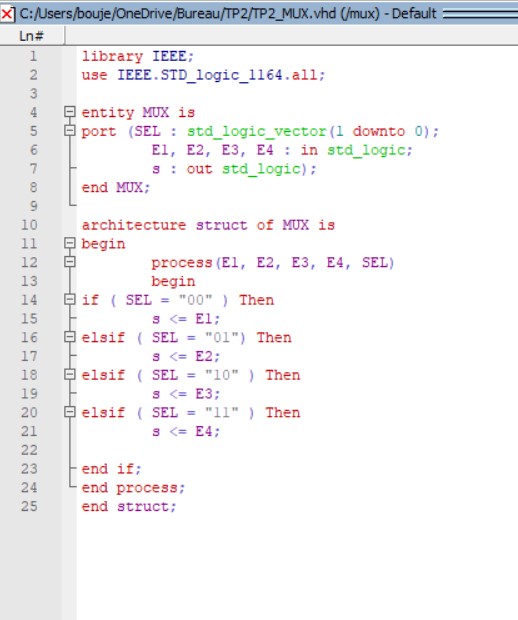 C:/Users/bouje/OneDrive/Bureau/TP2/TP2_MUX.vhd (/mux) - Default
Ln#
1 library IEEE;
2 use IEEE.STD_logic_1164.all;
3
4 entity MUX is
5 port (SEL : std_logic_vector(1 downto 0);
6 E1, E2, E3, E4 : in std_logic;
7 s : out std_logic);
8 end MUX;
9
10 architecture struct of MUX is
11 begin
12 process(E1, E2, E3, E4, SEL)
13 begin
14 if ( SEL = "00" ) Then
15 s <= E1;
16 elsif ( SEL = "01") Then
17 s <= E2;
18 elsif ( SEL = "10" ) Then
19 s <= E3;
20 elsif ( SEL = "11" ) Then
21 s <= E4;
22
23 end if;
24 end process;
25 end struct;